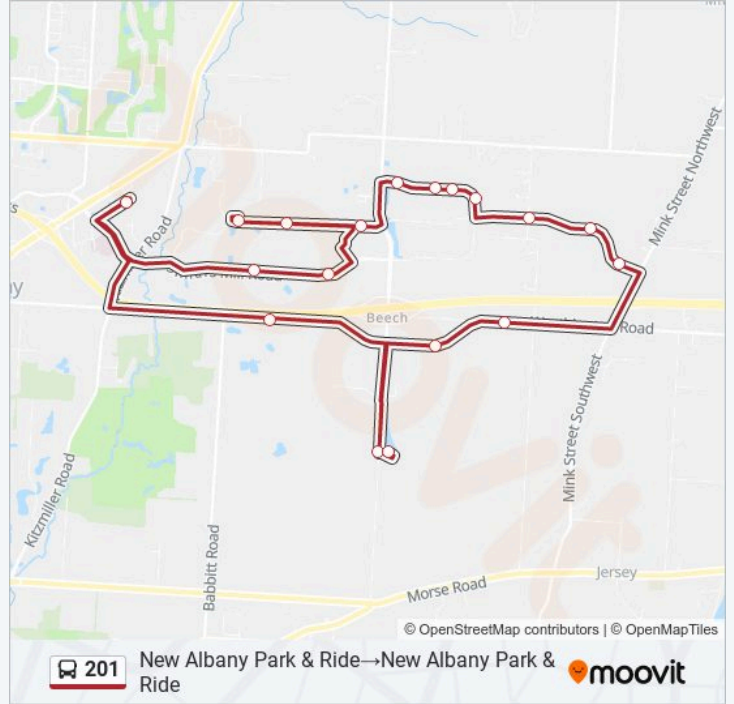 Mink Street Northwest
er Road
Beech
Road
Mink Street Southwest
Kitzmiller Road
Babbitt Road
Morse Road
Jersey
© OpenStreetMap contributors | © OpenMapTiles
201
New Albany Park & Ride→New Albany Park &
Ride
moovit